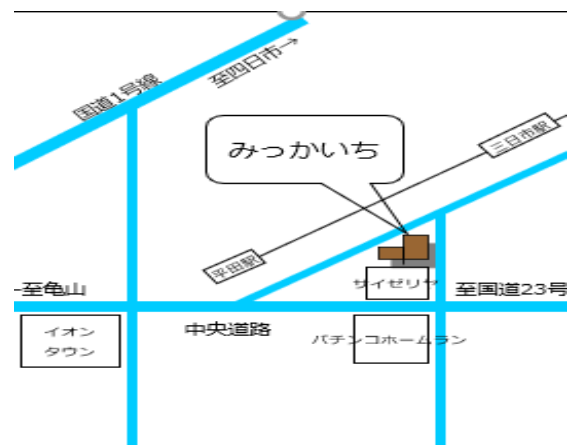 至四日市→
国道1号線
みっかいち
三日市駅
平田駅
←至亀山
サイゼリヤ
至国道23号
イオン
タウン
中央道路
パチンコホームラン